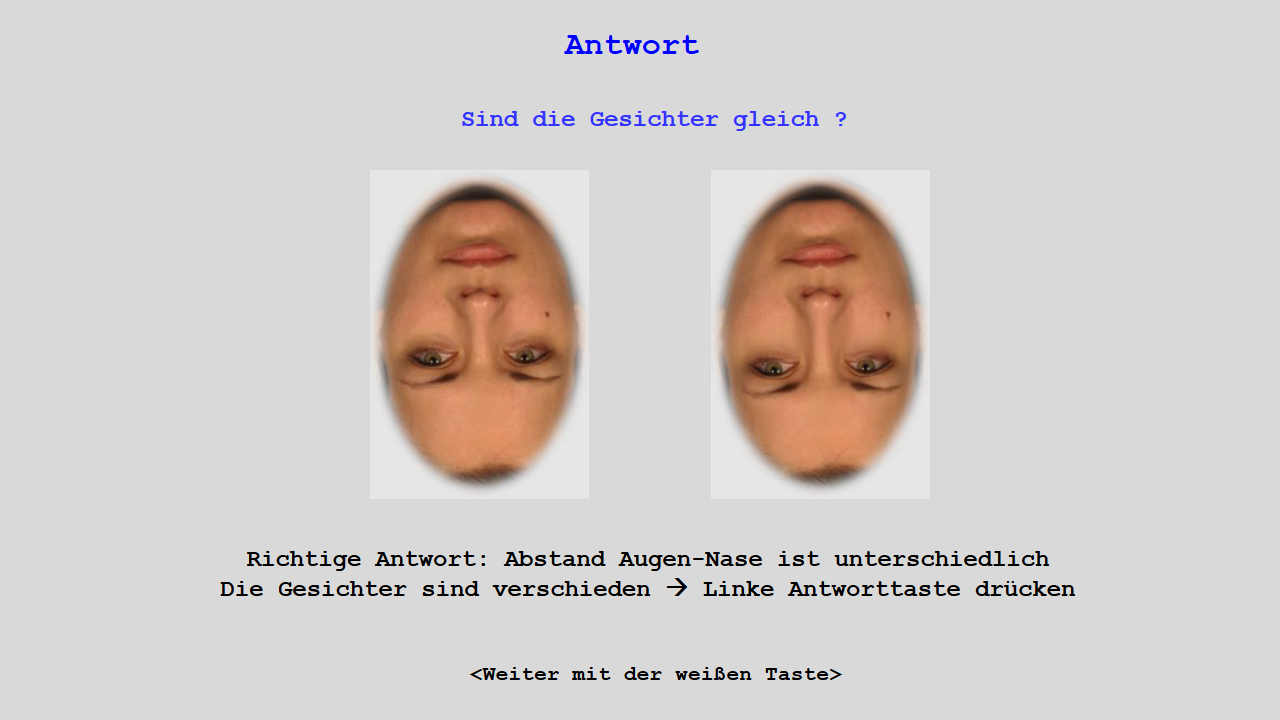 Antwort
Sind die Gesichter gleich ?
Richtige Antwort: Abstand Augen-Nase ist unterschiedlich
Die Gesichter sind verschieden → Linke Antworttaste drücken
<Weiter mit der weißen Taste>